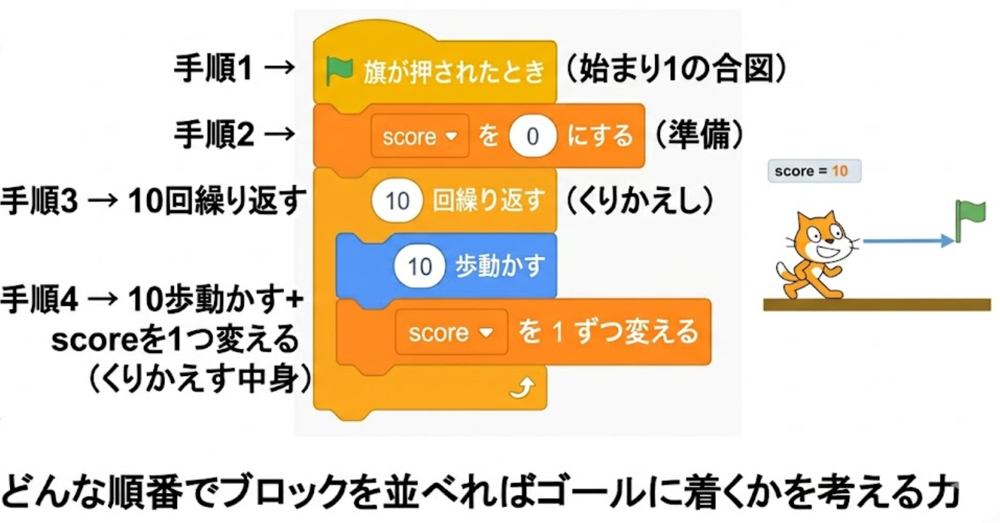 手順1 → 旗が押されたとき (始まり1の合図)
手順2 → score を 0 にする (準備)
手順3 → 10回繰り返す 10 回繰り返す (くりかえし)
10 歩動かす
手順4 → 10歩動かす+
scoreを1つ変える
score を 1 ずつ変える
(くりかえす中身)
score = 10
どんな順番でブロックを並べればゴールに着くかを考える力